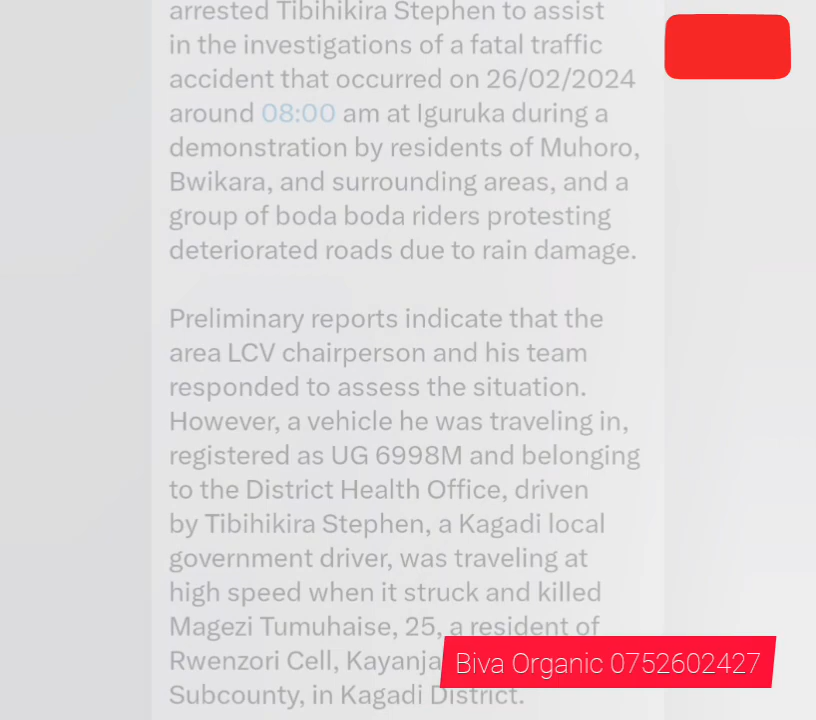 arrested Tibihikira Stephen to assist
in the investigations of a fatal traffic
accident that occurred on 26/02/2024
around 08:00 am at Iguruka during a
demonstration by residents of Muhoro,
Bwikara, and surrounding areas, and a
group of boda boda riders protesting
deteriorated roads due to rain damage.
Preliminary reports indicate that the
area LCV chairperson and his team
responded to assess the situation.
However, a vehicle he was traveling in,
registered as UG 6998M and belonging
to the District Health Office, driven
by Tibihikira Stephen, a Kagadi local
government driver, was traveling at
high speed when it struck and killed
Magezi Tumuhaise, 25, a resident of
Rwenzori Cell, Kayanja
Subcounty, in Kagadi District.
Biva Organic 0752602427